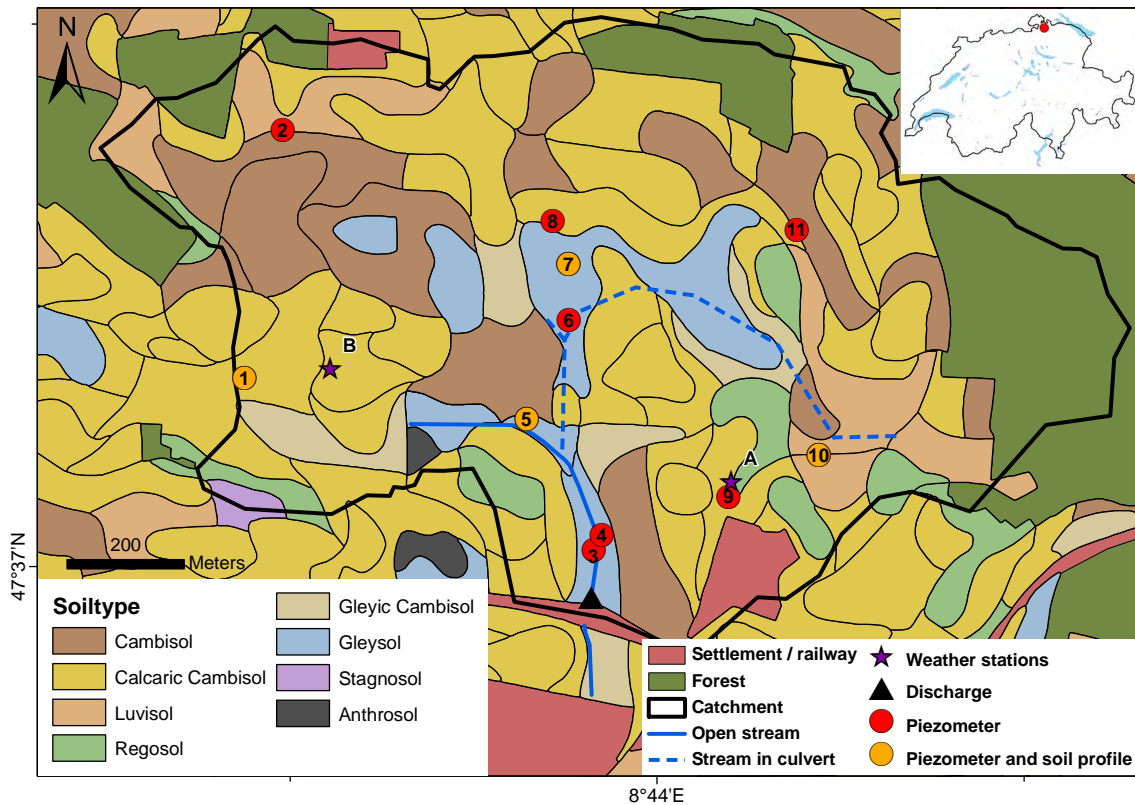 N
2
8
11
7
6
B
1
5
A
10
9
4
3
200
Meters
47°37'N
Soiltype
Cambisol
Calcaric Cambisol
Luvisol
Regosol
Gleyic Cambisol
Gleysol
Stagnosol
Anthrosol
Settlement / railway
Forest
Catchment
Open stream
Stream in culvert
Weather stations
Discharge
Piezometer
Piezometer and soil profile
8°44'E